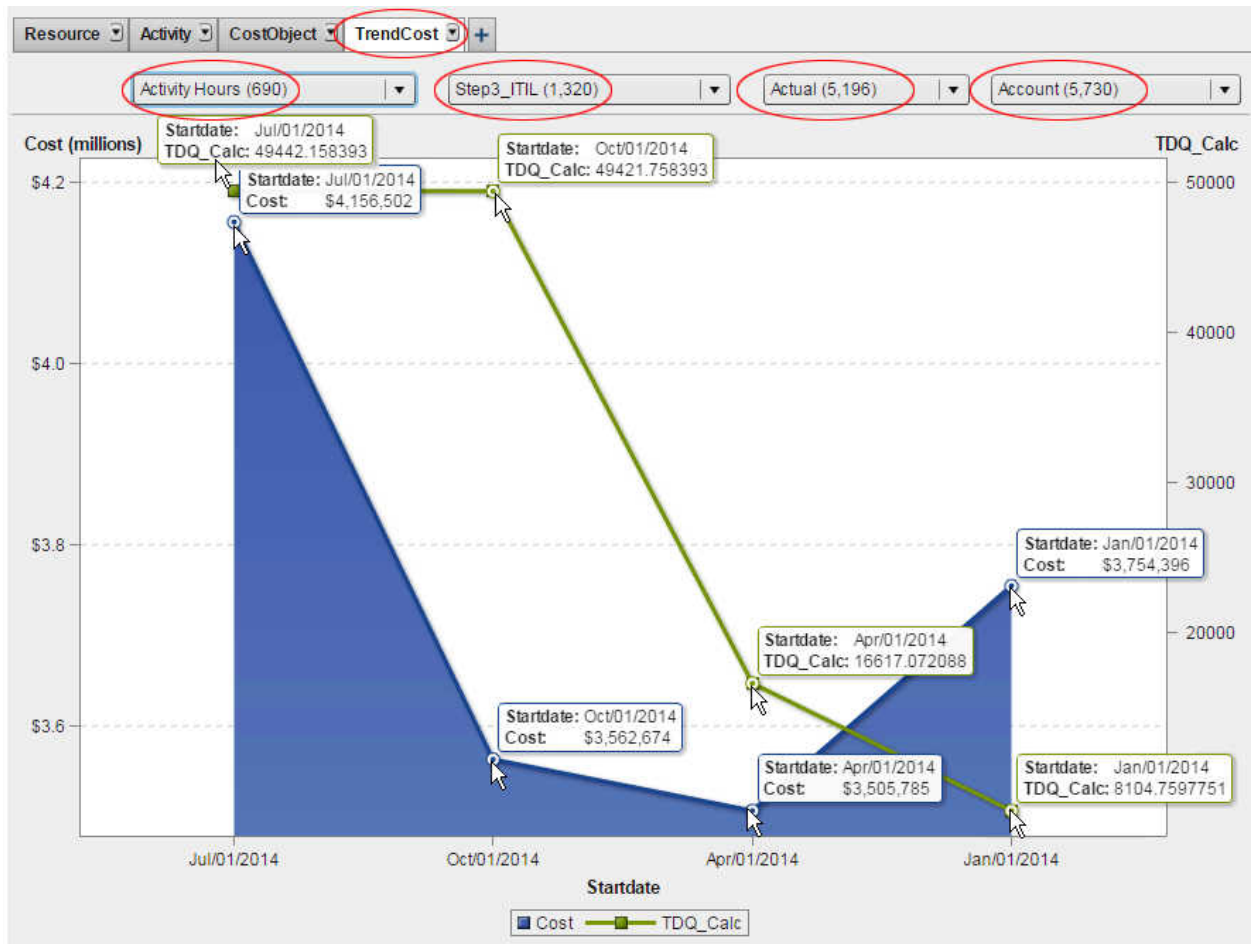 Resource Activity CostObject TrendCost +
Activity Hours (690) Step3_ITIL (1,320) Actual (5,196) Account (5,730)
Cost (millions)
TDQ_Calc
Startdate: Jul/01/2014
TDQ_Calc: 49442.158393
Startdate: Jul/01/2014
Cost: $4,156,502
Startdate: Oct/01/2014
TDQ_Calc: 49421.758393
$4.2
50000
40000
$4.0
30000
$3.8
Startdate: Jan/01/2014
Cost: $3,754,396
20000
Startdate: Apr/01/2014
TDQ_Calc: 16617.072088
$3.6
Startdate: Oct/01/2014
Cost: $3,562,674
Startdate: Apr/01/2014
Cost: $3,505,785
Startdate: Jan/01/2014
TDQ_Calc: 8104.7597751
Jul/01/2014 Oct/01/2014 Apr/01/2014 Jan/01/2014
Startdate
Cost TDQ_Calc